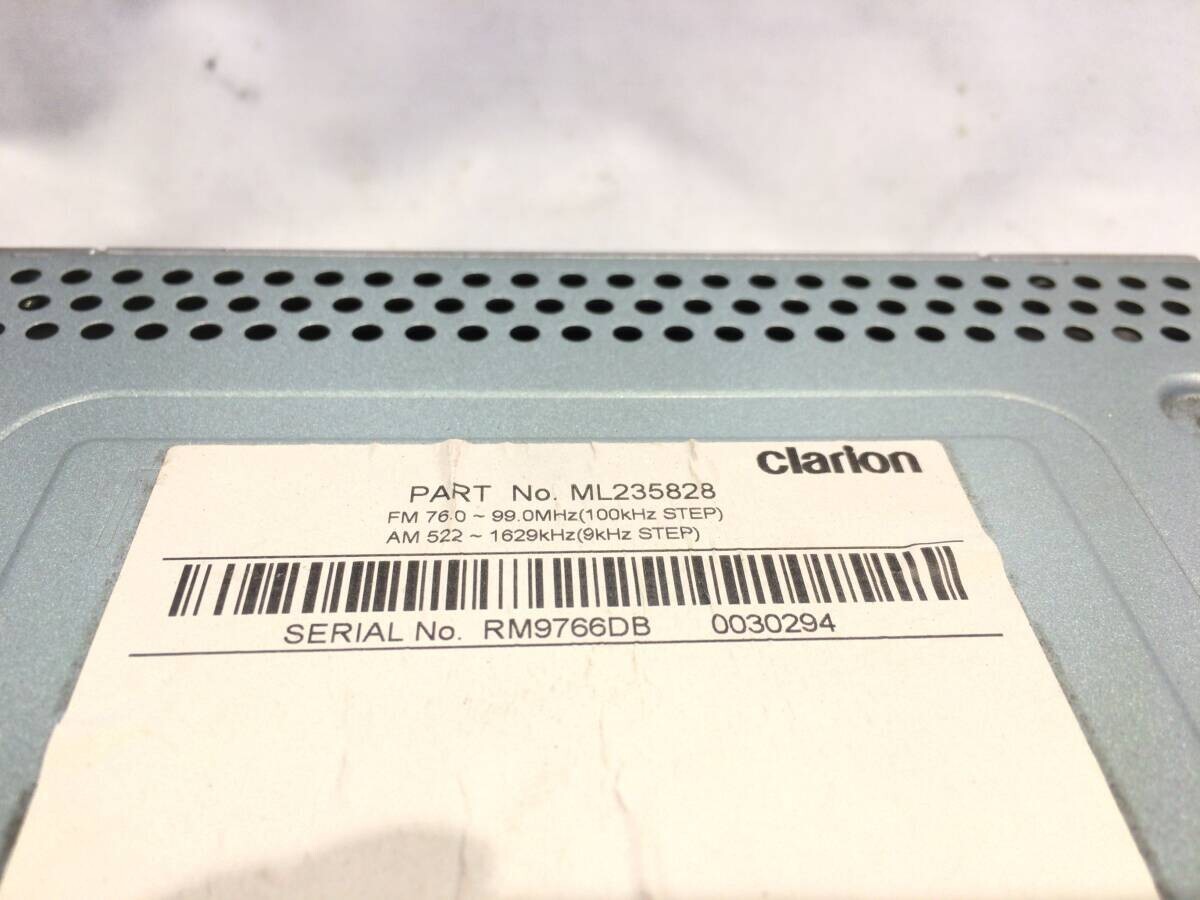 clarion
PART No. ML235828
FM 76.0 ~ 99.0MHz(100kHz STEP)
AM 522 ~ 1629kHz(9kHz STEP)
SERIAL No. RM9766DB 0030294